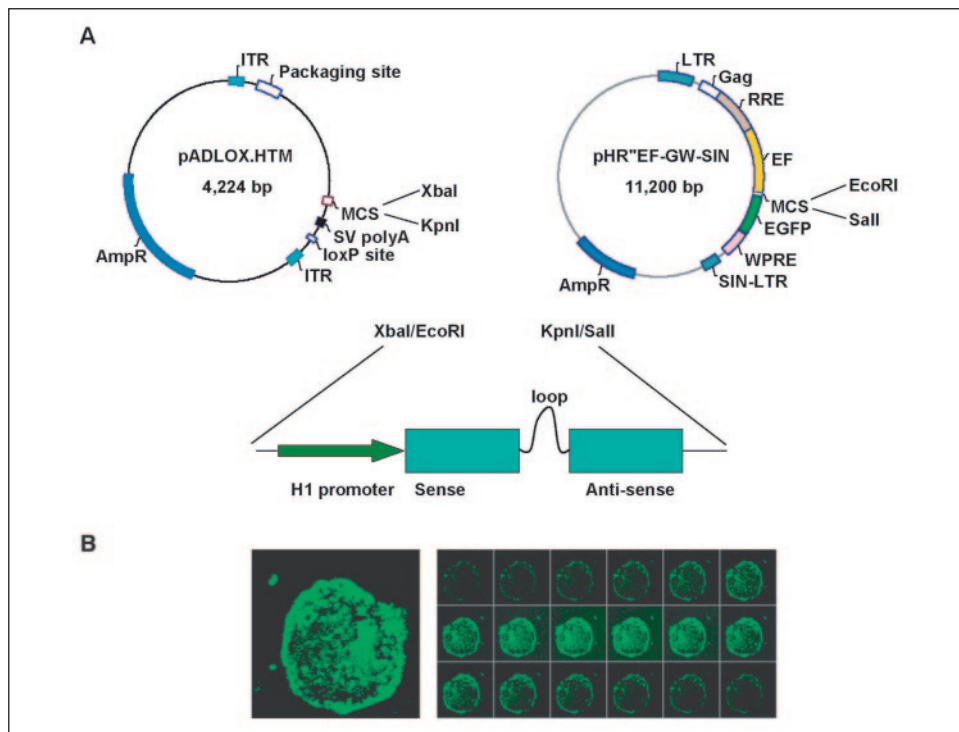 A
ITR
Packaging site
pADLOX.HTM
4,224 bp
XbaI
MCS
KpnI
SV polyA
loxP site
ITR
AmpR
LTR
Gag
RRE
pHR"EF-GW-SIN
11,200 bp
EF
EcoRI
MCS
SalI
EGFP
WPRE
SIN-LTR
AmpR
XbaI/EcoRI
KpnI/SalI
loop
H1 promoter
Sense
Anti-sense
B